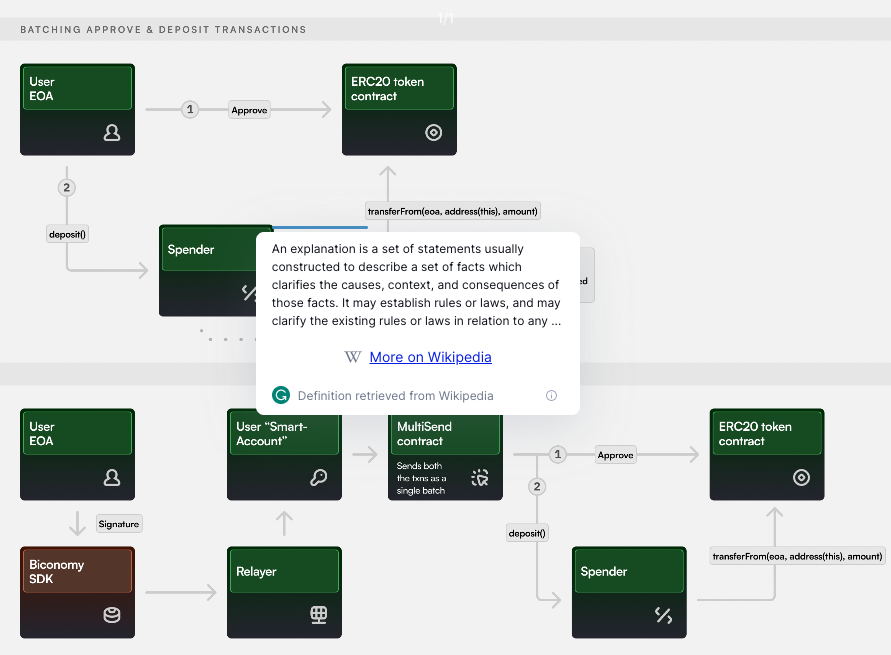 1/1
BATCHING APPROVE & DEPOSIT TRANSACTIONS
User
EOA
1
Approve
ERC20 token
contract
2
deposit()
transferFrom(eoa, address(this), amount)
Spender
An explanation is a set of statements usually
constructed to describe a set of facts which
clarifies the causes, context, and consequences of
those facts. It may establish rules or laws, and may
clarify the existing rules or laws in relation to any ...
W More on Wikipedia
G Definition retrieved from Wikipedia
User
EOA
User “Smart-
Account”
MultiSend
contract
Sends both
the txns as a
single batch
1
Approve
ERC20 token
contract
2
Signature
deposit()
transferFrom(eoa, address(this), amount)
Biconomy
SDK
Relayer
Spender